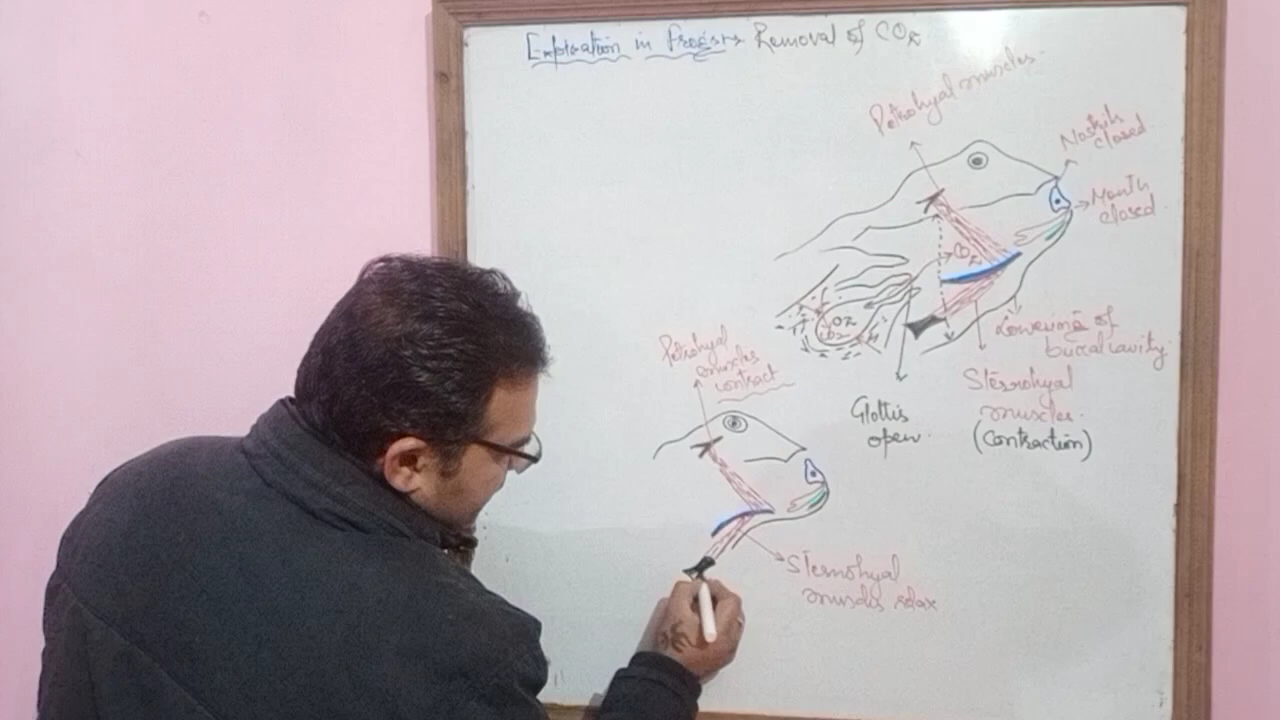 Expiration in frogs:- Removal of CO2
Petrohyal muscles
Nostrils
closed
Mouth
closed
CO2
O2
Lowering of
buccal cavity
Petrohyal
muscles
contract
Glottis
open
Sternohyal
muscles
(Contraction)
Sternohyal
muscles relax